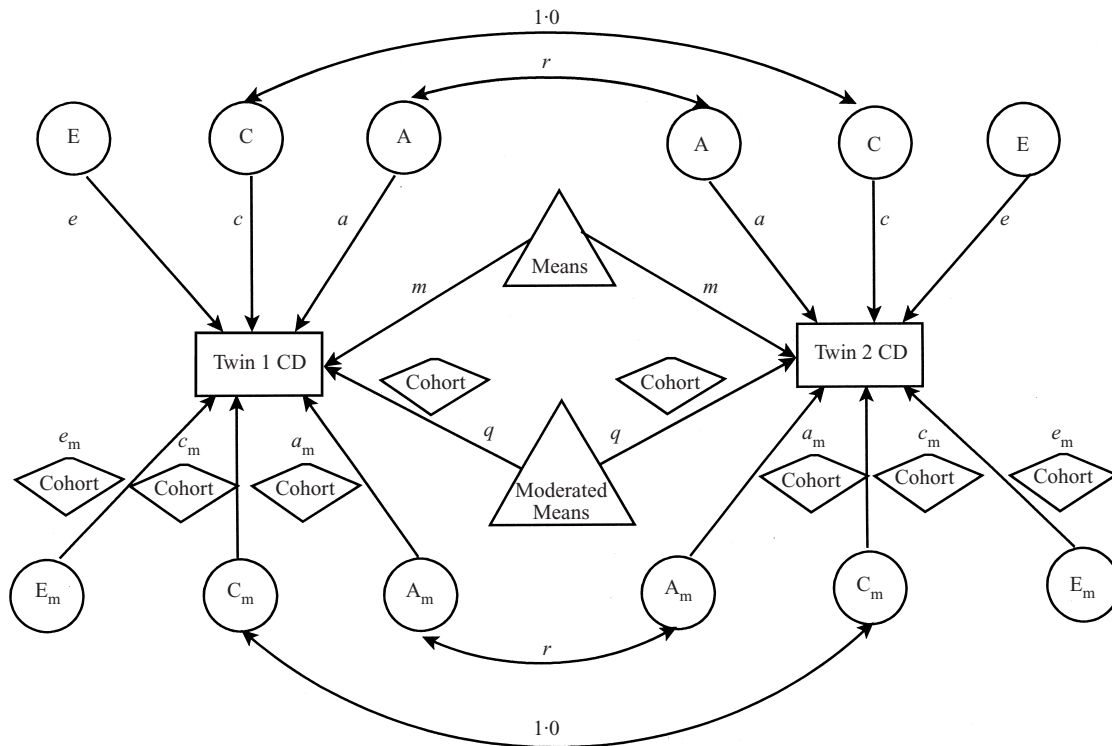 1·0
r
E
C
A
A
C
E
e
c
a
a
c
e
Means
m
m
Twin 1 CD
Twin 2 CD
Cohort
Cohort
q
q
e_m
c_m
a_m
a_m
c_m
e_m
Cohort
Cohort
Cohort
Cohort
Cohort
Cohort
Moderated
Means
E_m
C_m
A_m
A_m
C_m
E_m
r
1·0